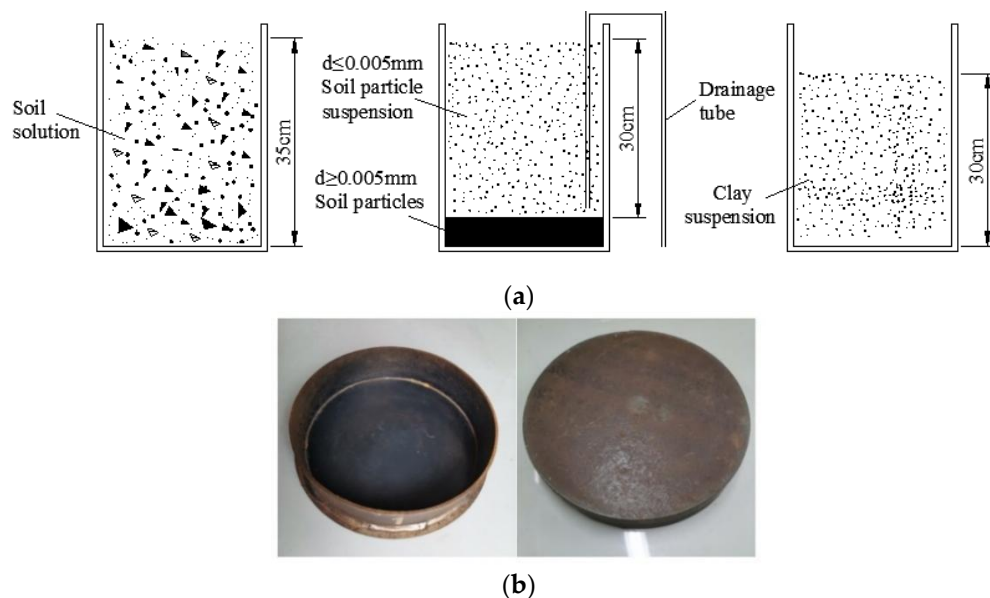 Soil
solution
35cm
d≤0.005mm
Soil particle
suspension
d≥0.005mm
Soil particles
30cm
Drainage
tube
Clay
suspension
30cm
(a)
(b)